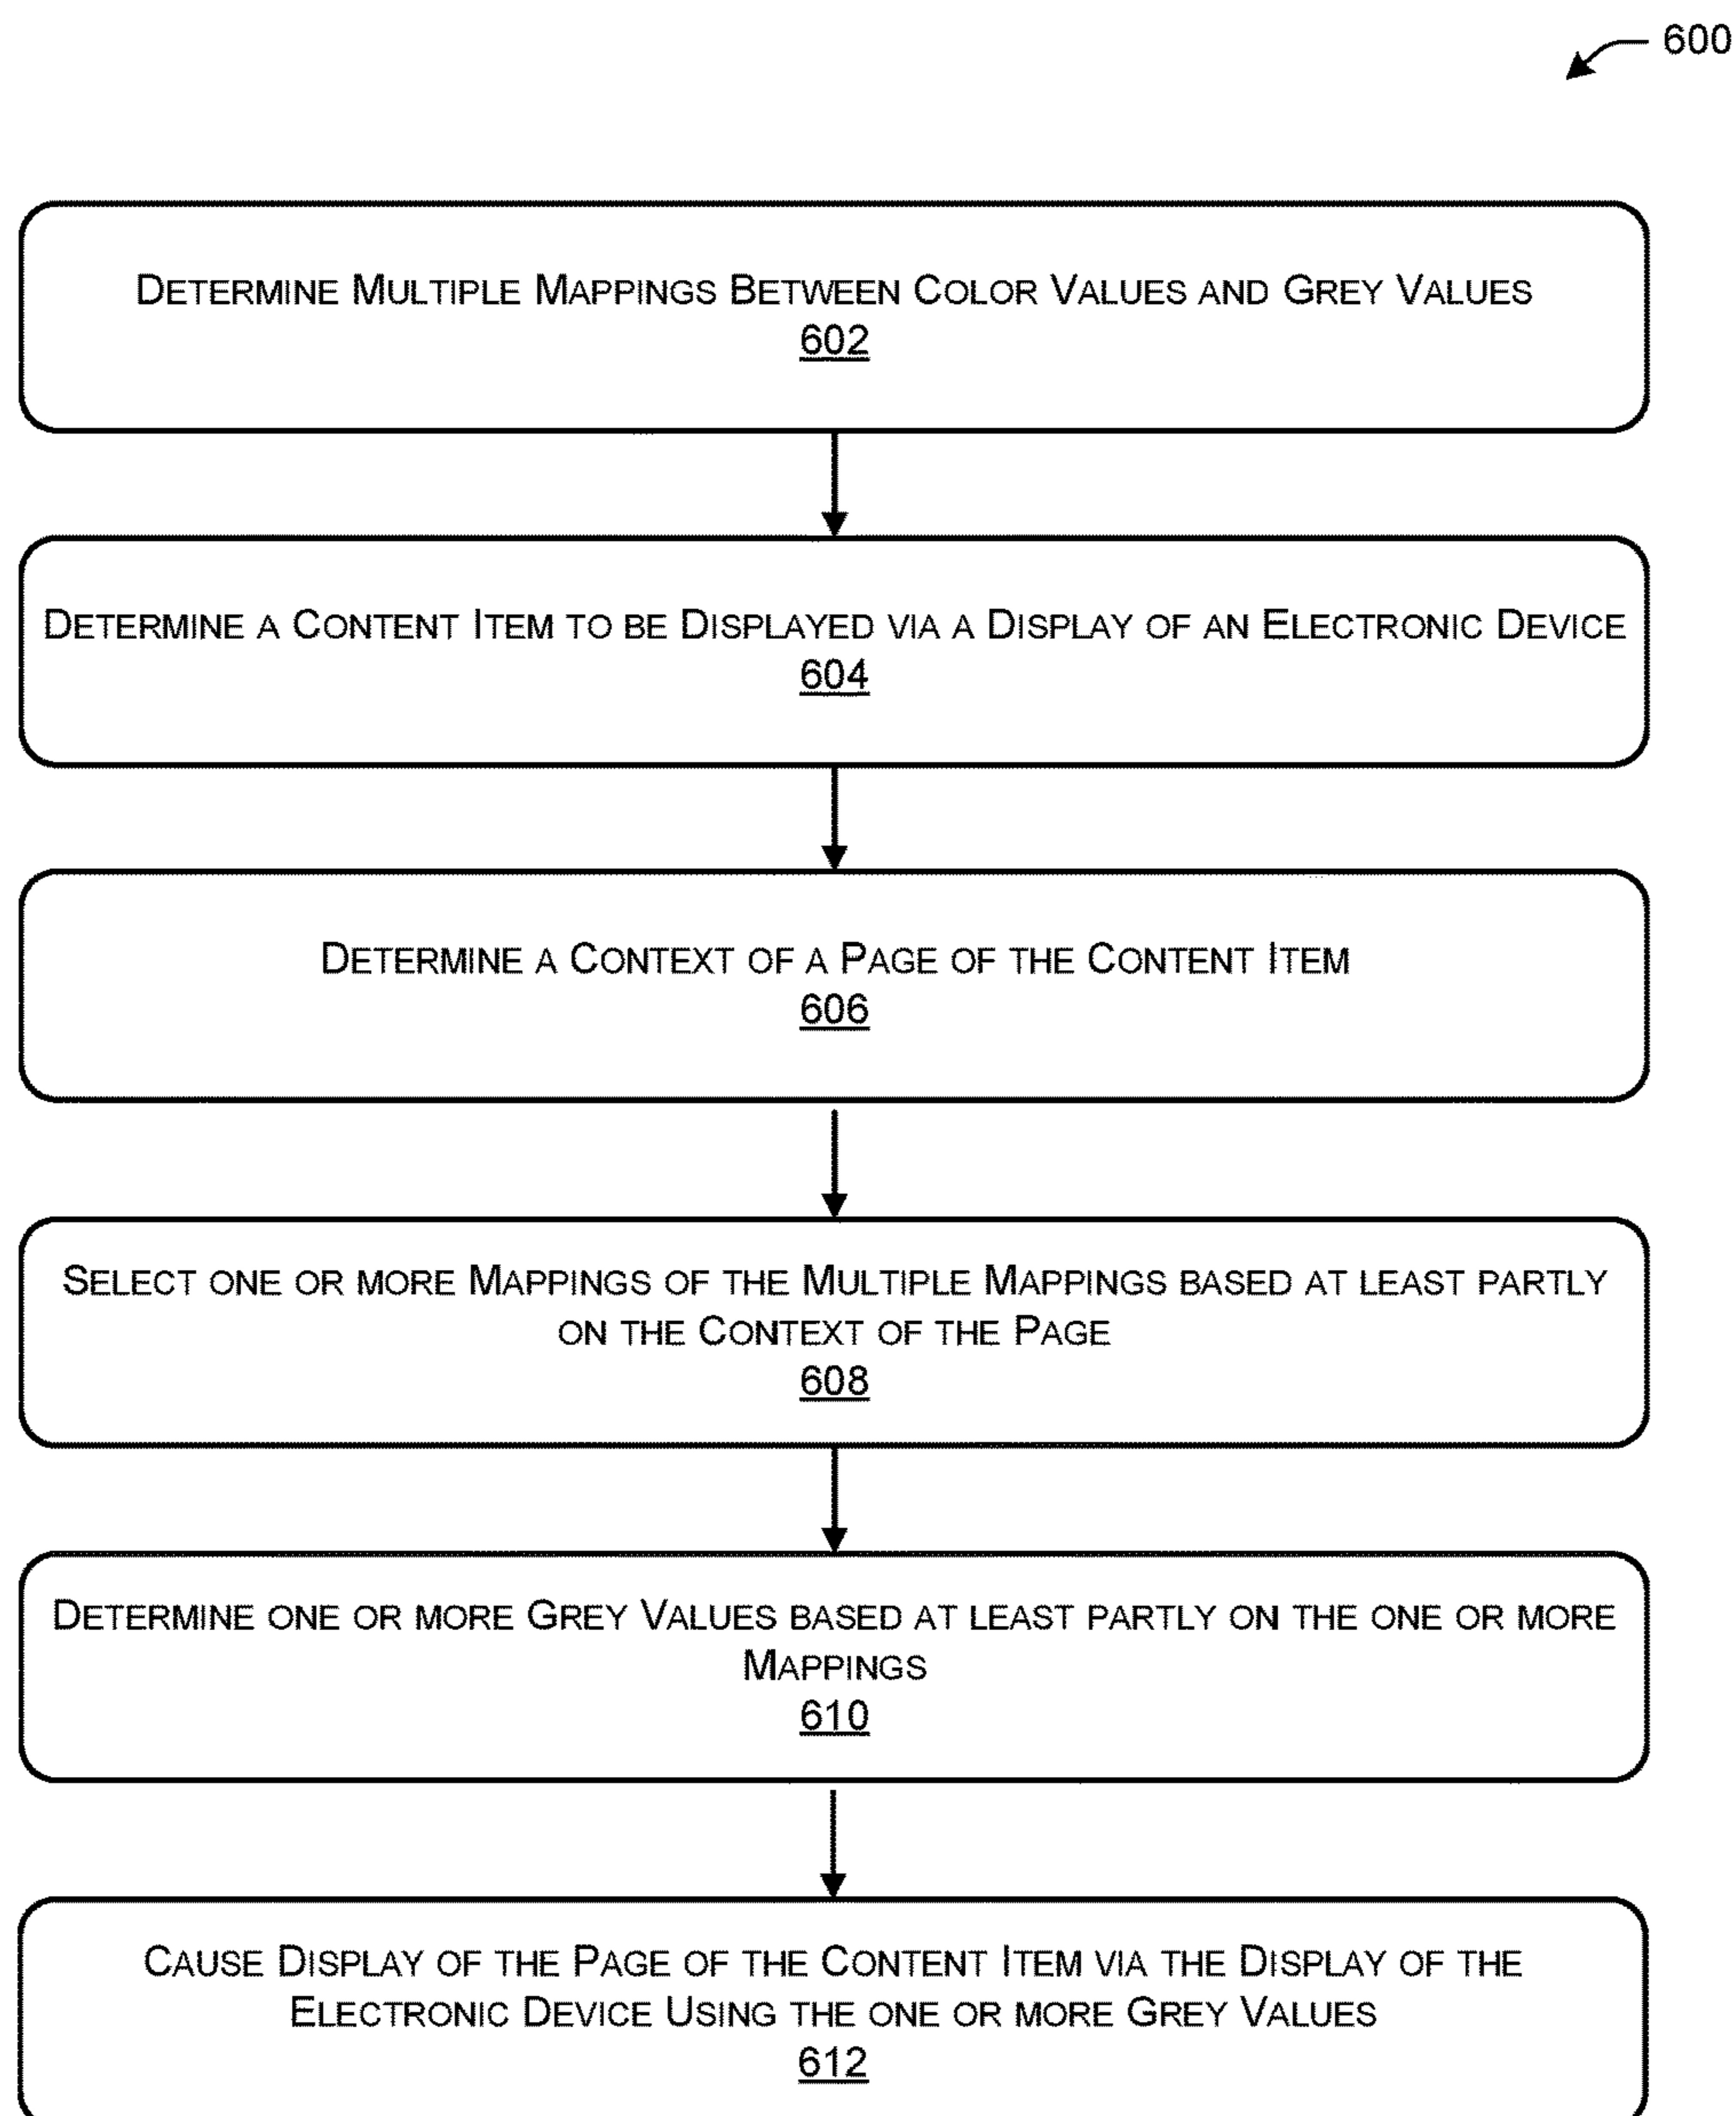 600
DETERMINE MULTIPLE MAPPINGS BETWEEN COLOR VALUES AND GREY VALUES
602
DETERMINE A CONTENT ITEM TO BE DISPLAYED VIA A DISPLAY OF AN ELECTRONIC DEVICE
604
DETERMINE A CONTEXT OF A PAGE OF THE CONTENT ITEM
606
SELECT ONE OR MORE MAPPINGS OF THE MULTIPLE MAPPINGS BASED AT LEAST PARTLY
ON THE CONTEXT OF THE PAGE
608
DETERMINE ONE OR MORE GREY VALUES BASED AT LEAST PARTLY ON THE ONE OR MORE
MAPPINGS
610
CAUSE DISPLAY OF THE PAGE OF THE CONTENT ITEM VIA THE DISPLAY OF THE
ELECTRONIC DEVICE USING THE ONE OR MORE GREY VALUES
612